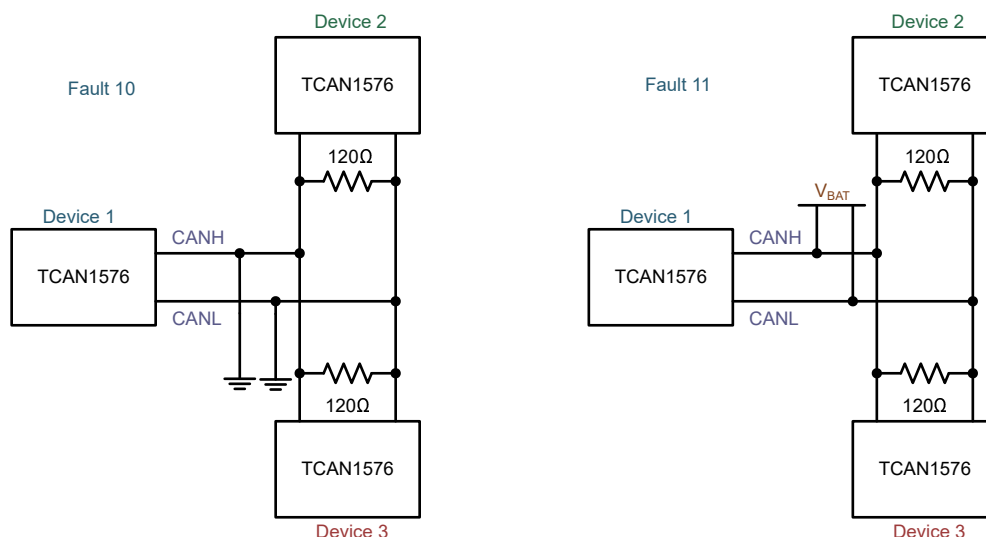 Device 2
TCAN1576
Fault 10
120Ω
Device 1
TCAN1576
CANH
CANL
120Ω
TCAN1576
Device 3
Device 2
TCAN1576
Fault 11
120Ω
VBAT
Device 1
TCAN1576
CANH
CANL
120Ω
TCAN1576
Device 3